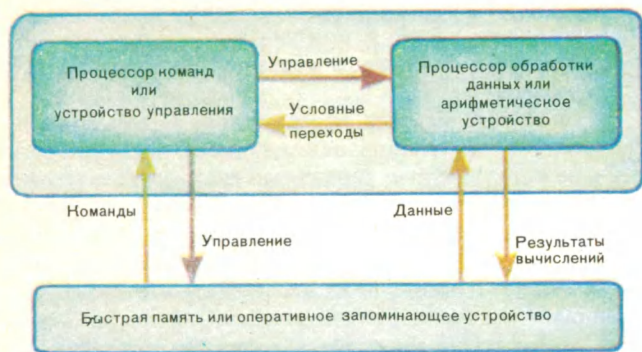 Процессор команд
или
устройство управления
Управление
Условные
переходы
Процессор обработки
данных или
арифметическое
устройство
Команды
Управление
Данные
Результаты
вычислений
Быстрая память или оперативное запоминающее устройство